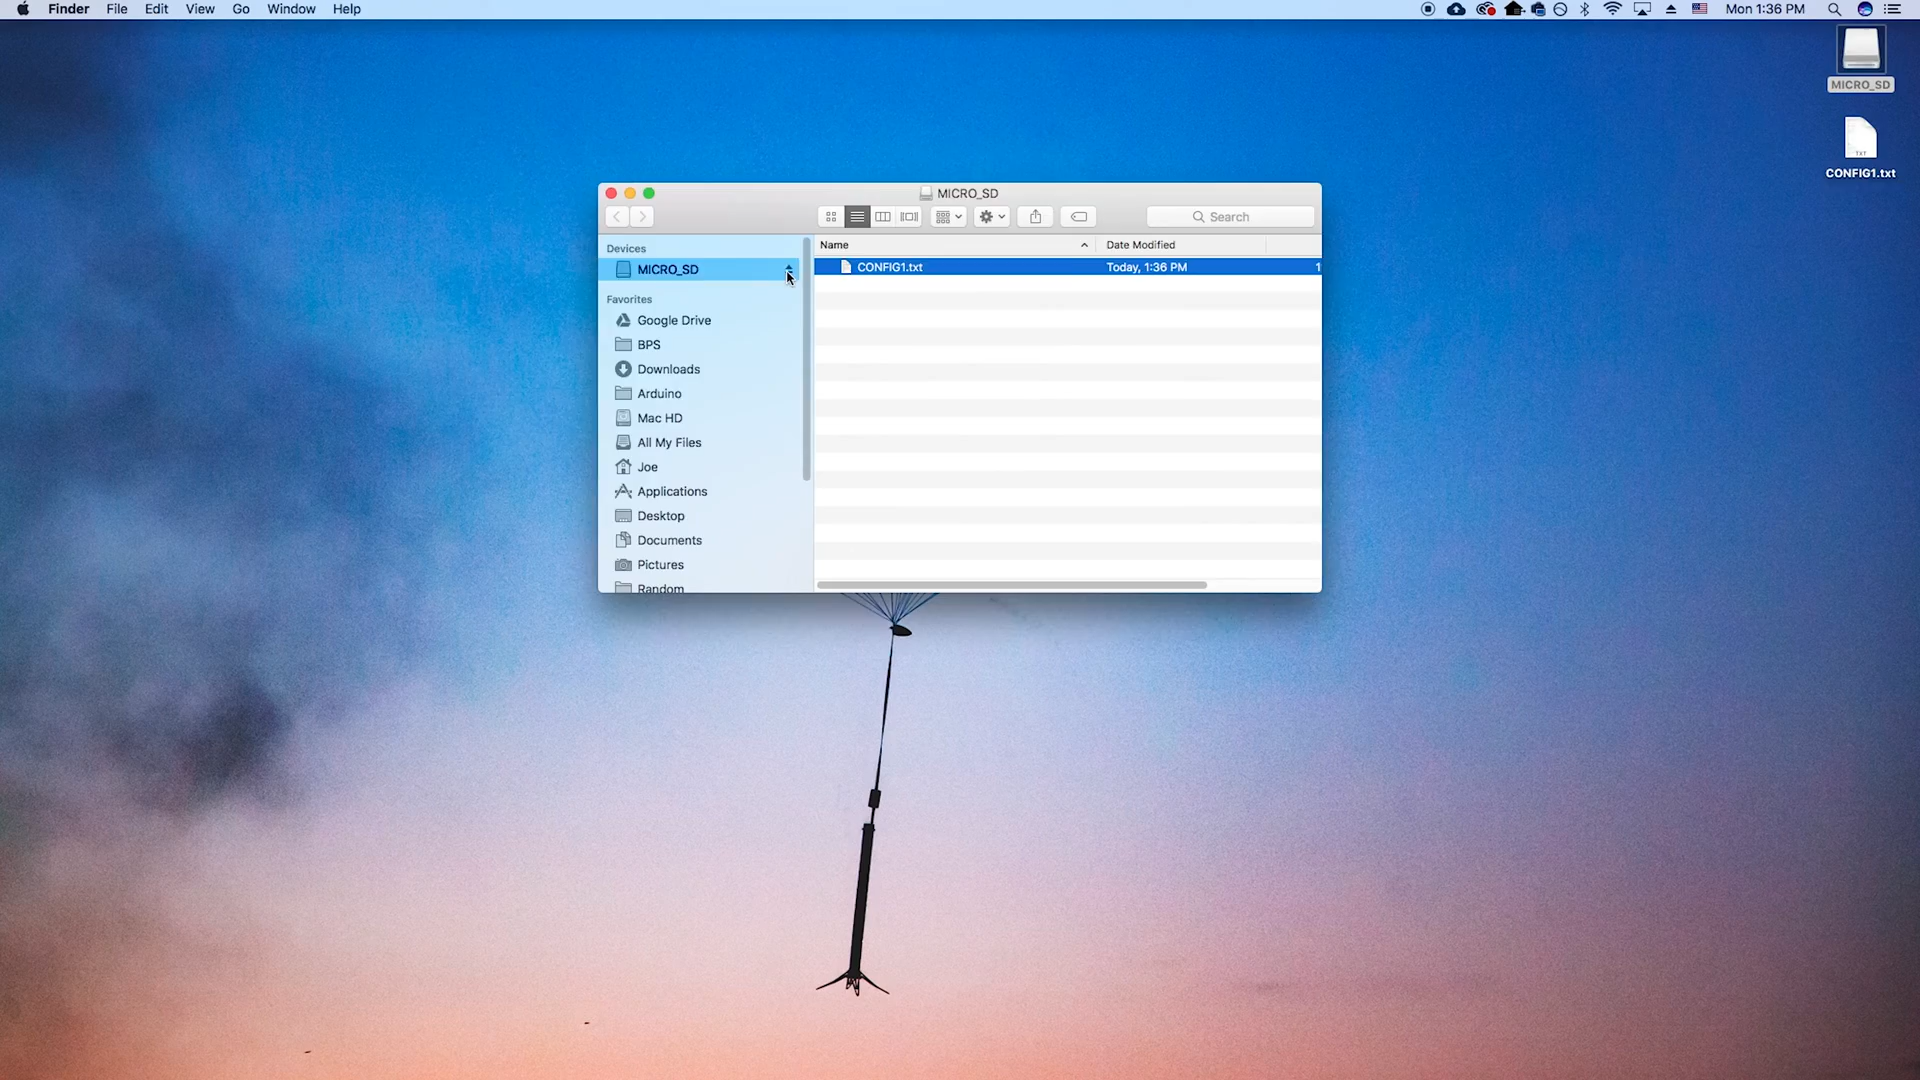 Finder File Edit View Go Window Help Mon 1:36 PM
MICRO_SD
TXT
CONFIG1.txt
MICRO_SD
Search
Devices
MICRO_SD
Favorites
Google Drive
BPS
Downloads
Arduino
Mac HD
All My Files
Joe
Applications
Desktop
Documents
Pictures
Random
Name Date Modified
CONFIG1.txt Today, 1:36 PM 1